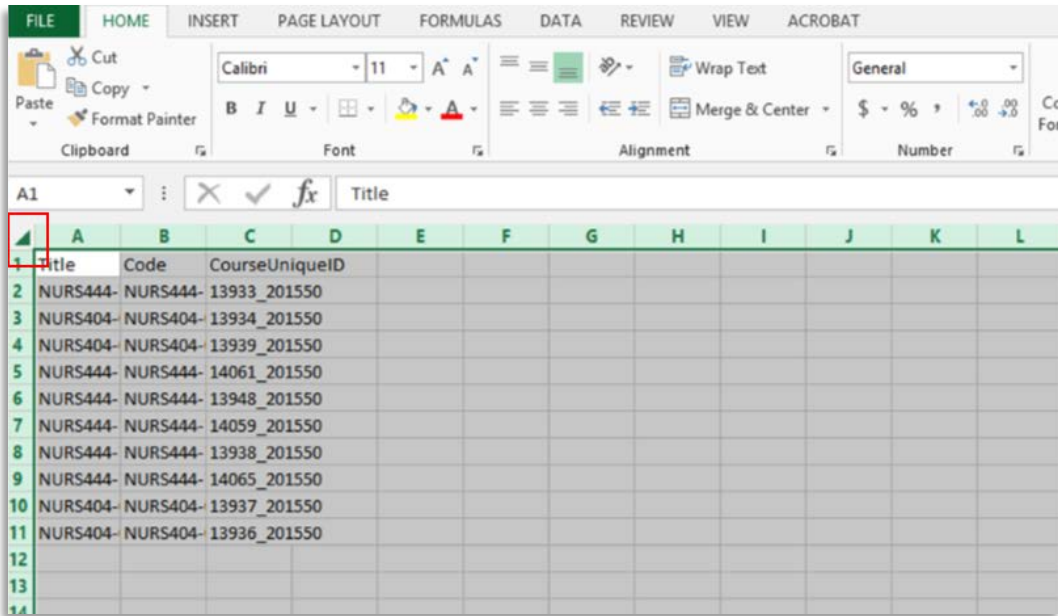 FILE HOME INSERT PAGE LAYOUT FORMULAS DATA REVIEW VIEW ACROBAT
Cut
Copy
Format Painter
Paste
Calibri 11 A A
B I U A
Wrap Text
Merge & Center
General
$ % , .00 .00
Clipboard Font Alignment Number
A1 fx Title
A B C D E F G H I J K L
1 Title Code CourseUniqueID
2 NURS444- NURS444- 13933_201550
3 NURS404- NURS404- 13934_201550
4 NURS404- NURS404- 13939_201550
5 NURS444- NURS444- 14061_201550
6 NURS444- NURS444- 13948_201550
7 NURS444- NURS444- 14059_201550
8 NURS444- NURS444- 13938_201550
9 NURS444- NURS444- 14065_201550
10 NURS404- NURS404- 13937_201550
11 NURS404- NURS404- 13936_201550
12
13
14